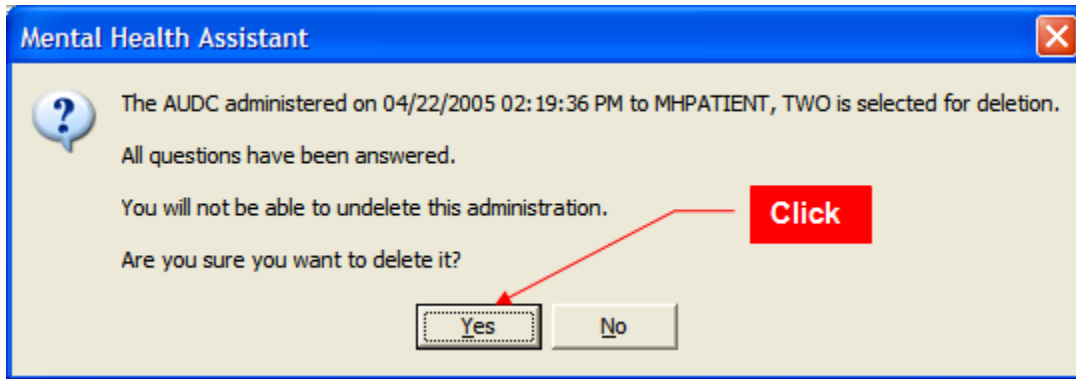 Mental Health Assistant
The AUDC administered on 04/22/2005 02:19:36 PM to MHPATIENT, TWO is selected for deletion.
All questions have been answered.
You will not be able to undelete this administration.
Click
Are you sure you want to delete it?
Yes No